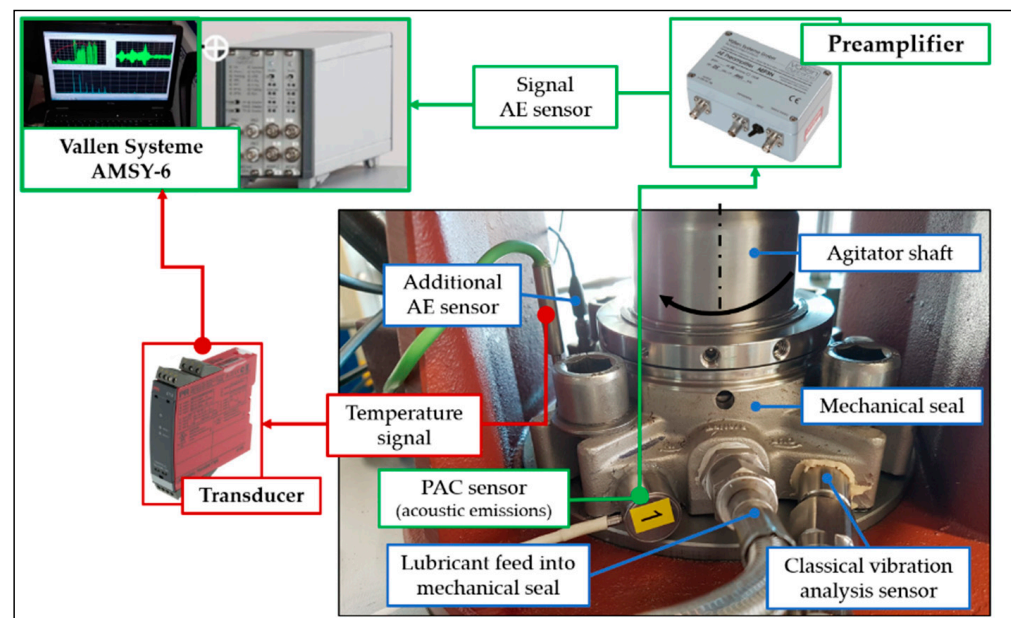 Preamplifier
Signal
AE sensor
Vallen Systeme
AMSY-6
Agitator shaft
Additional
AE sensor
Temperature
signal
Mechanical seal
Transducer
PAC sensor
(acoustic emissions)
1
Lubricant feed into
mechanical seal
Classical vibration
analysis sensor